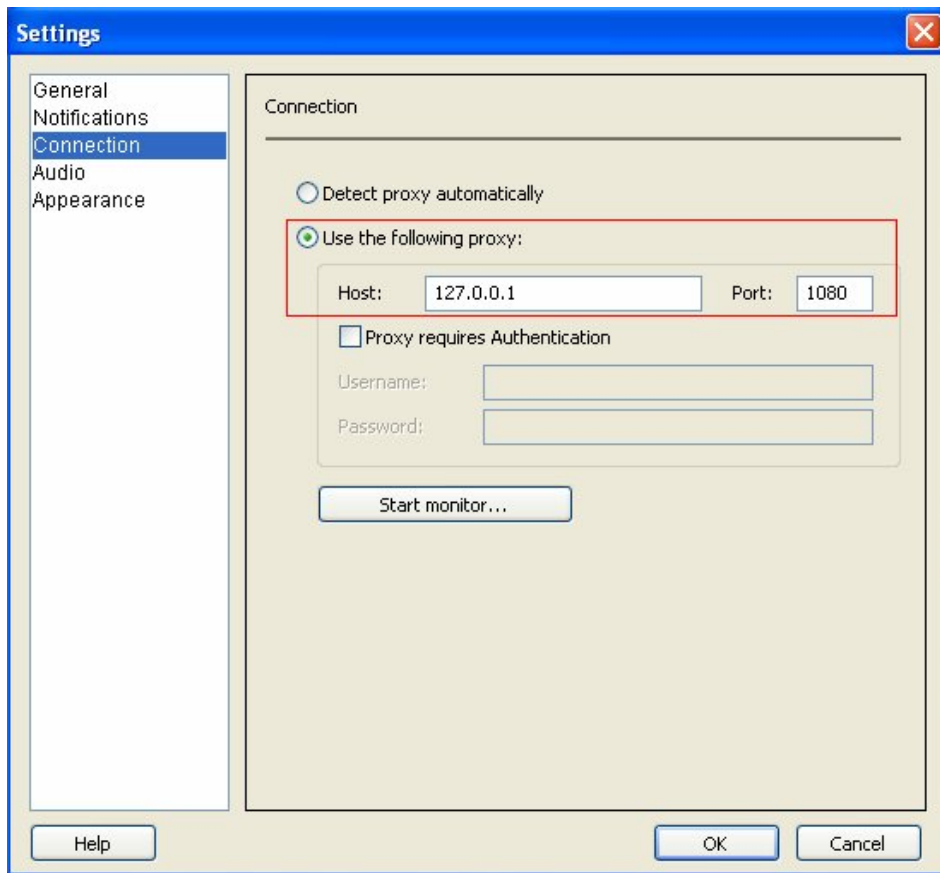 Settings
General
Notifications
Connection
Audio
Appearance
Connection
Detect proxy automatically
Use the following proxy:
Host: 127.0.0.1 Port: 1080
Proxy requires Authentication
Username:
Password:
Start monitor...
Help OK Cancel